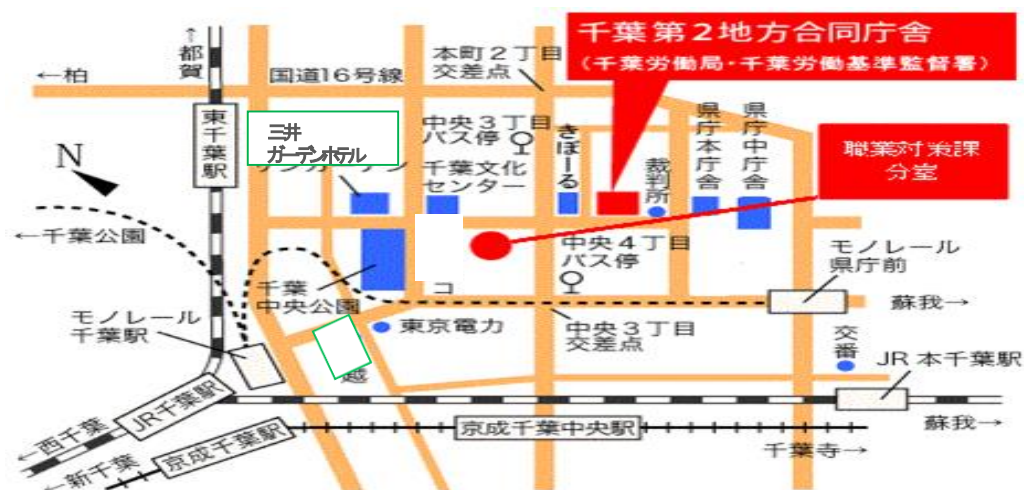 千葉第2地方合同庁舎
(千葉労働局・千葉労働基準監督署)
↑
都賀
本町2丁目
交差点
←柏
国道16号線
東千葉駅
三井
ガーデンホテル
中央3丁目
バス停
きぼーる
県庁本庁舎
県庁中庁舎
職業対策課
分室
N
千葉文化
センター
裁判所
←千葉公園
中央4丁目
バス停
モノレール
県庁前
千葉
中央公園
コ
蘇我→
モノレール
千葉駅
東京電力
中央3丁目
交差点
交番
越
JR本千葉駅
JR千葉駅
←西千葉
京成千葉駅
京成千葉中央駅
蘇我→
←新千葉
千葉寺→